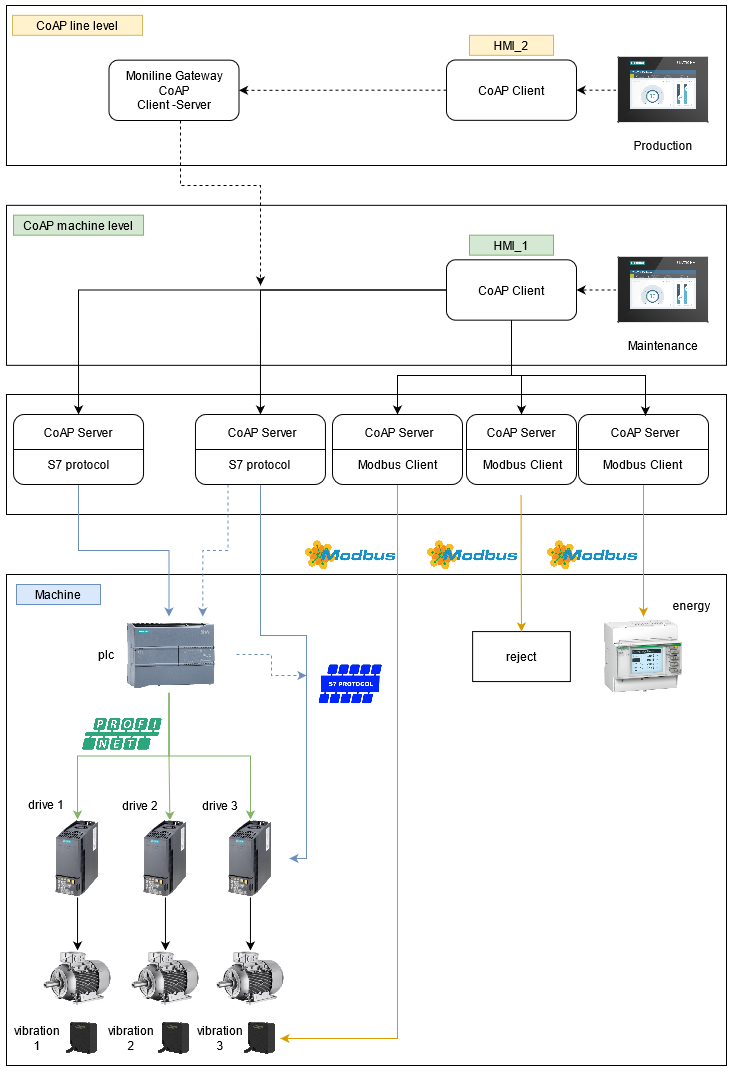 CoAP line level
HMI_2
Moniline Gateway
CoAP
Client -Server
CoAP Client
Production
CoAP machine level
HMI_1
CoAP Client
Maintenance
CoAP Server
S7 protocol
CoAP Server
S7 protocol
CoAP Server
Modbus Client
CoAP Server
Modbus Client
CoAP Server
Modbus Client
Modbus
Modbus
Modbus
Machine
energy
plc
reject
S7 PROTOCOL
PROFI
NET
drive 1
drive 2
drive 3
vibration
1
vibration
2
vibration
3